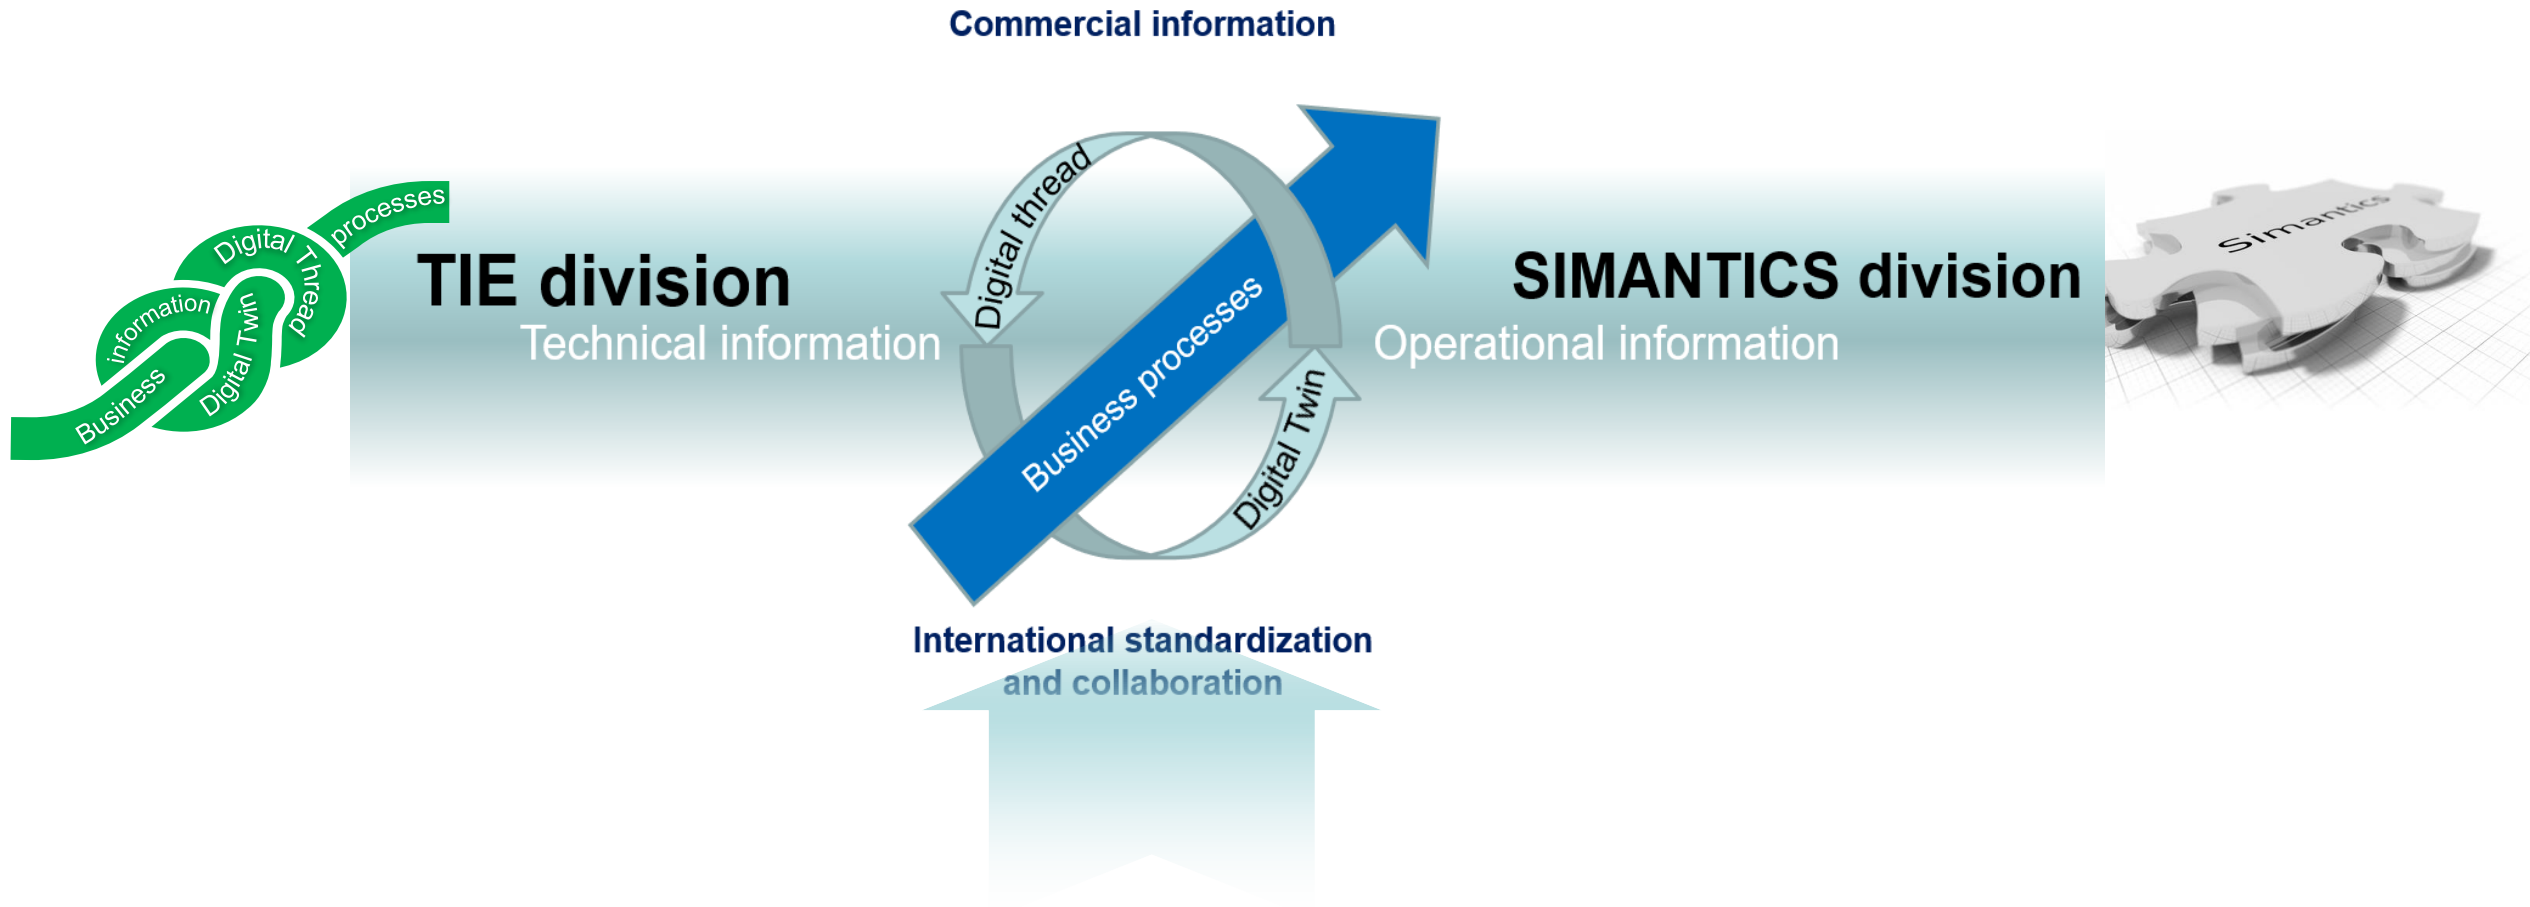 Commercial information
Digital thread
Business processes
Digital Twin
TIE division
Technical information
SIMANTICS division
Operational information
Business
information
Digital Twin
Digital Thread
processes
Simantics
International standardization
and collaboration